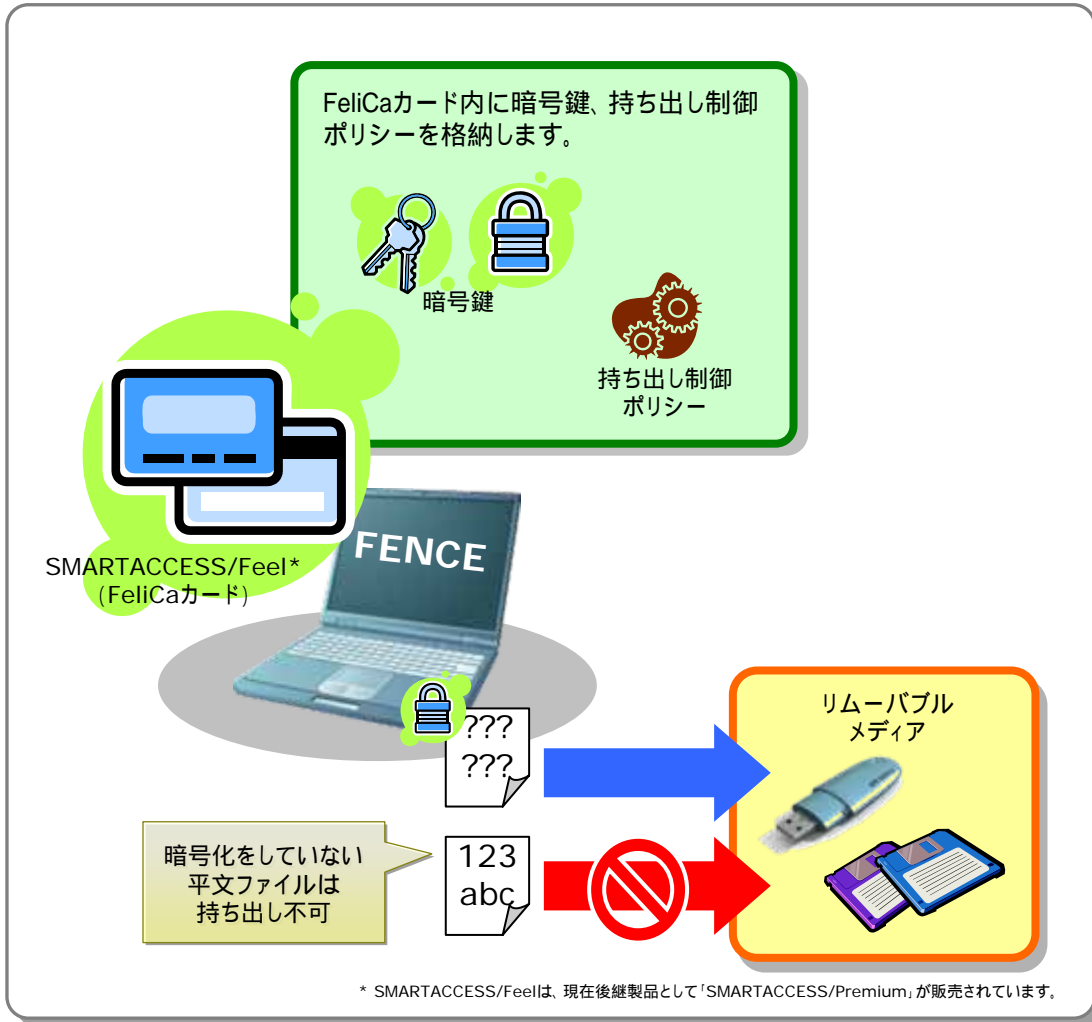 FeliCaカード内に暗号鍵、持ち出し制御
ポリシーを格納します。
暗号鍵
持ち出し制御
ポリシー
SMARTACCESS/Feel*
(FeliCaカード)
FENCE
???
???
リムーバブル
メディア
暗号化をしていない
平文ファイルは
持ち出し不可
123
abc
* SMARTACCESS/Feelは、現在後継製品として「SMARTACCESS/Premium」が販売されています。